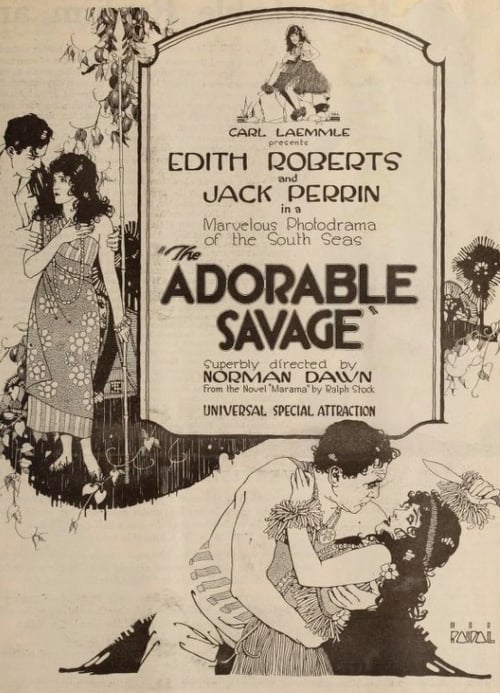 CARL LAEMMLE
presents
EDITH ROBERTS
and
JACK PERRIN
in a
Marvelous Photodrama
of the South Seas
"The
ADORABLE
SAVAGE"
Superbly directed by
NORMAN DAWN
From the Novel "Marama" by Ralph Stock
UNIVERSAL SPECIAL ATTRACTION